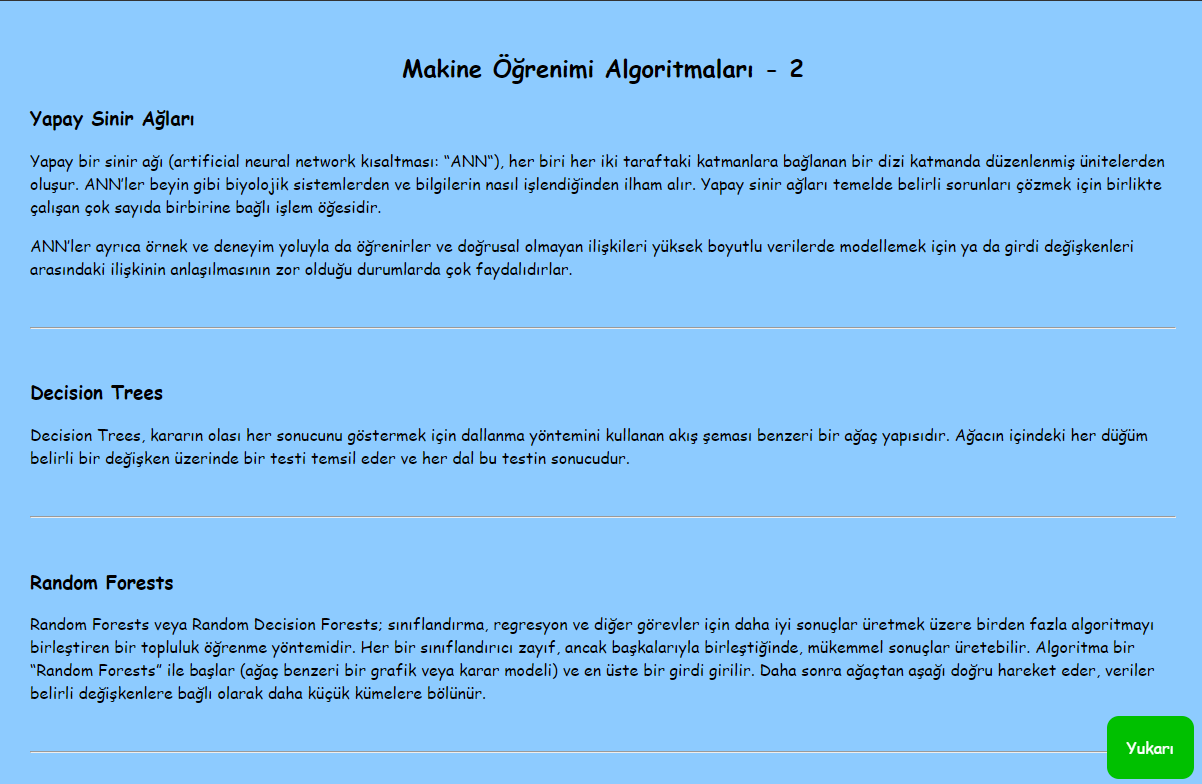 Makine Öğrenimi Algoritmaları - 2
Yapay Sinir Ağları
Yapay bir sinir ağı (artificial neural network kısaltması: “ANN“), her biri her iki taraftaki katmanlara bağlanan bir dizi katmanda düzenlenmiş ünitelerden
oluşur. ANN’ler beyin gibi biyolojik sistemlerden ve bilgilerin nasıl işlendiğinden ilham alır. Yapay sinir ağları temelde belirli sorunları çözmek için birlikte
çalışan çok sayıda birbirine bağlı işlem öğesidir.
ANN’ler ayrıca örnek ve deneyim yoluyla da öğrenirler ve doğrusal olmayan ilişkileri yüksek boyutlu verilerde modellemek için ya da girdi değişkenleri
arasındaki ilişkinin anlaşılmasının zor olduğu durumlarda çok faydalıdırlar.
Decision Trees
Decision Trees, kararın olası her sonucunu göstermek için dallanma yöntemini kullanan akış şeması benzeri bir ağaç yapısıdır. Ağacın içindeki her düğüm
belirli bir değişken üzerinde bir testi temsil eder ve her dal bu testin sonucudur.
Random Forests
Random Forests veya Random Decision Forests; sınıflandırma, regresyon ve diğer görevler için daha iyi sonuçlar üretmek üzere birden fazla algoritmayı
birleştiren bir topluluk öğrenme yöntemidir. Her bir sınıflandırıcı zayıf, ancak başkalarıyla birleştiğinde, mükemmel sonuçlar üretebilir. Algoritma bir
“Random Forests” ile başlar (ağaç benzeri bir grafik veya karar modeli) ve en üste bir girdi girilir. Daha sonra ağaçtan aşağı doğru hareket eder, veriler
belirli değişkenlere bağlı olarak daha küçük kümelere bölünür.
Yukarı